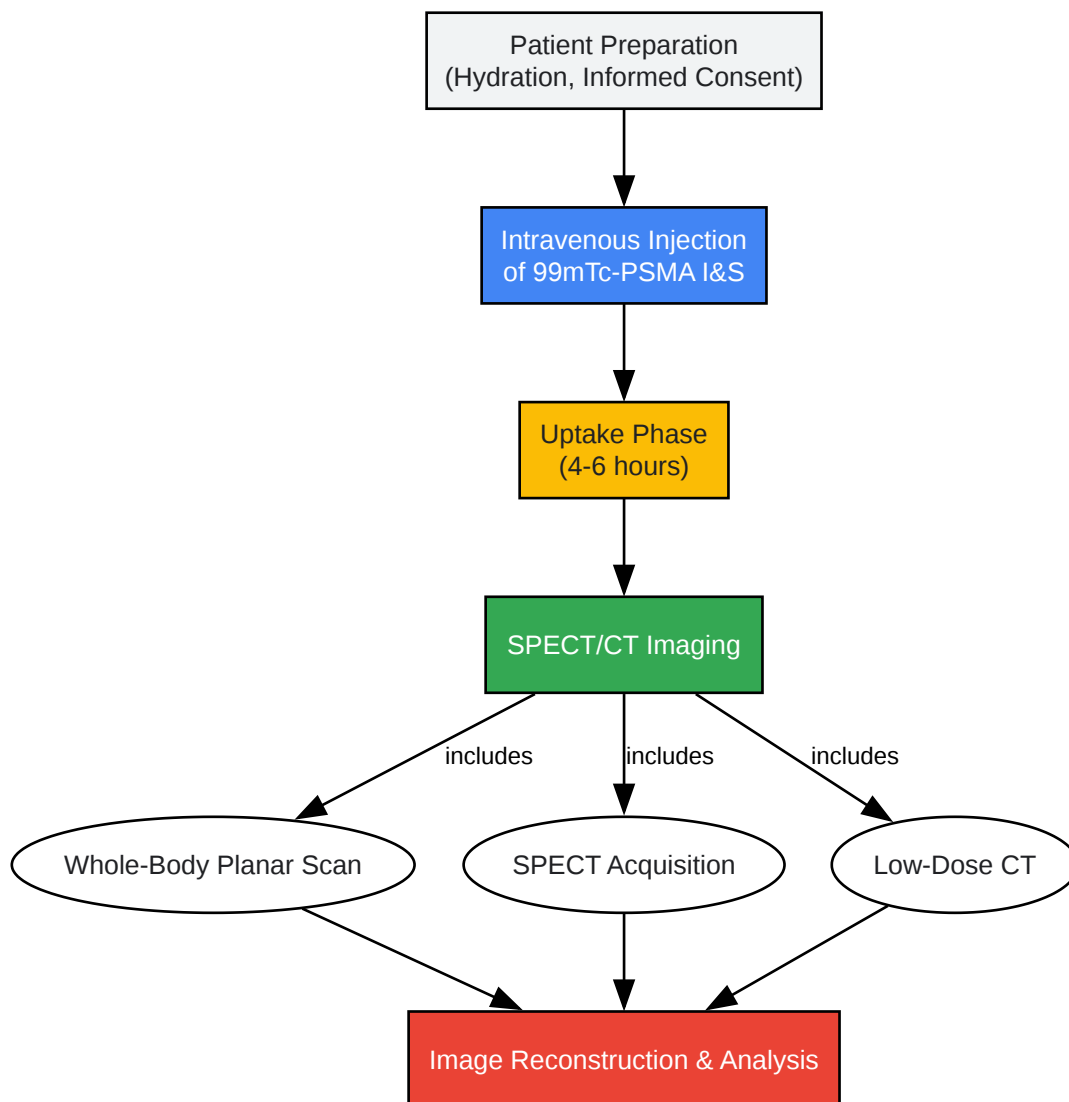 Patient Preparation
(Hydration, Informed Consent)
Intravenous Injection
of 99mTc-PSMA I&S
Uptake Phase
(4-6 hours)
SPECT/CT Imaging
includes
includes
includes
Whole-Body Planar Scan
SPECT Acquisition
Low-Dose CT
Image Reconstruction & Analysis